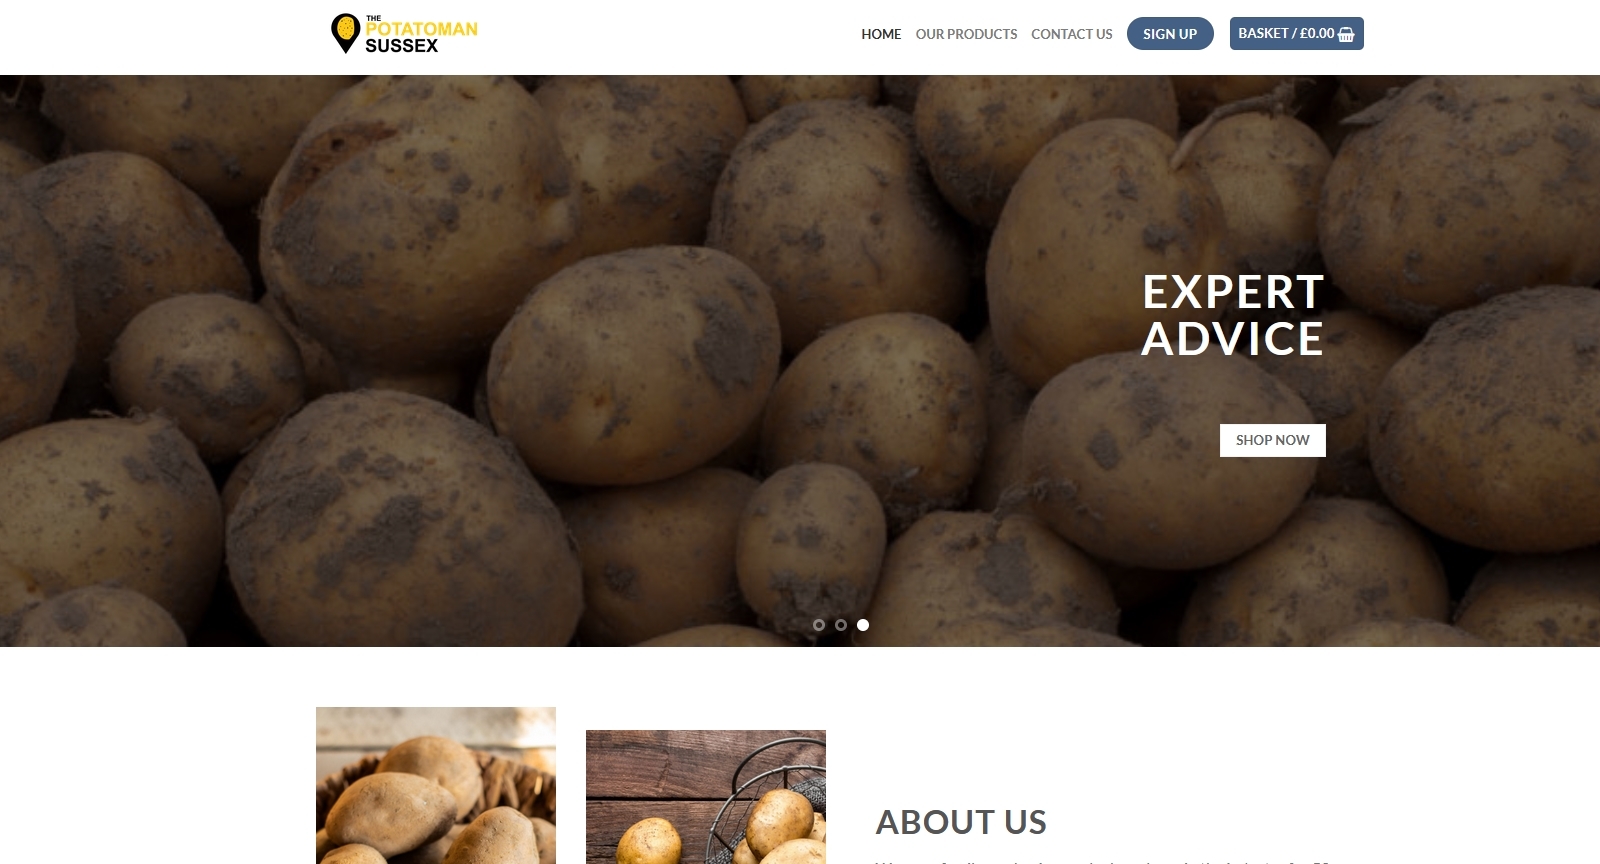 THE
POTATOMAN
SUSSEX
HOME OUR PRODUCTS CONTACT US SIGN UP BASKET / £0.00
EXPERT
ADVICE
SHOP NOW
ABOUT US